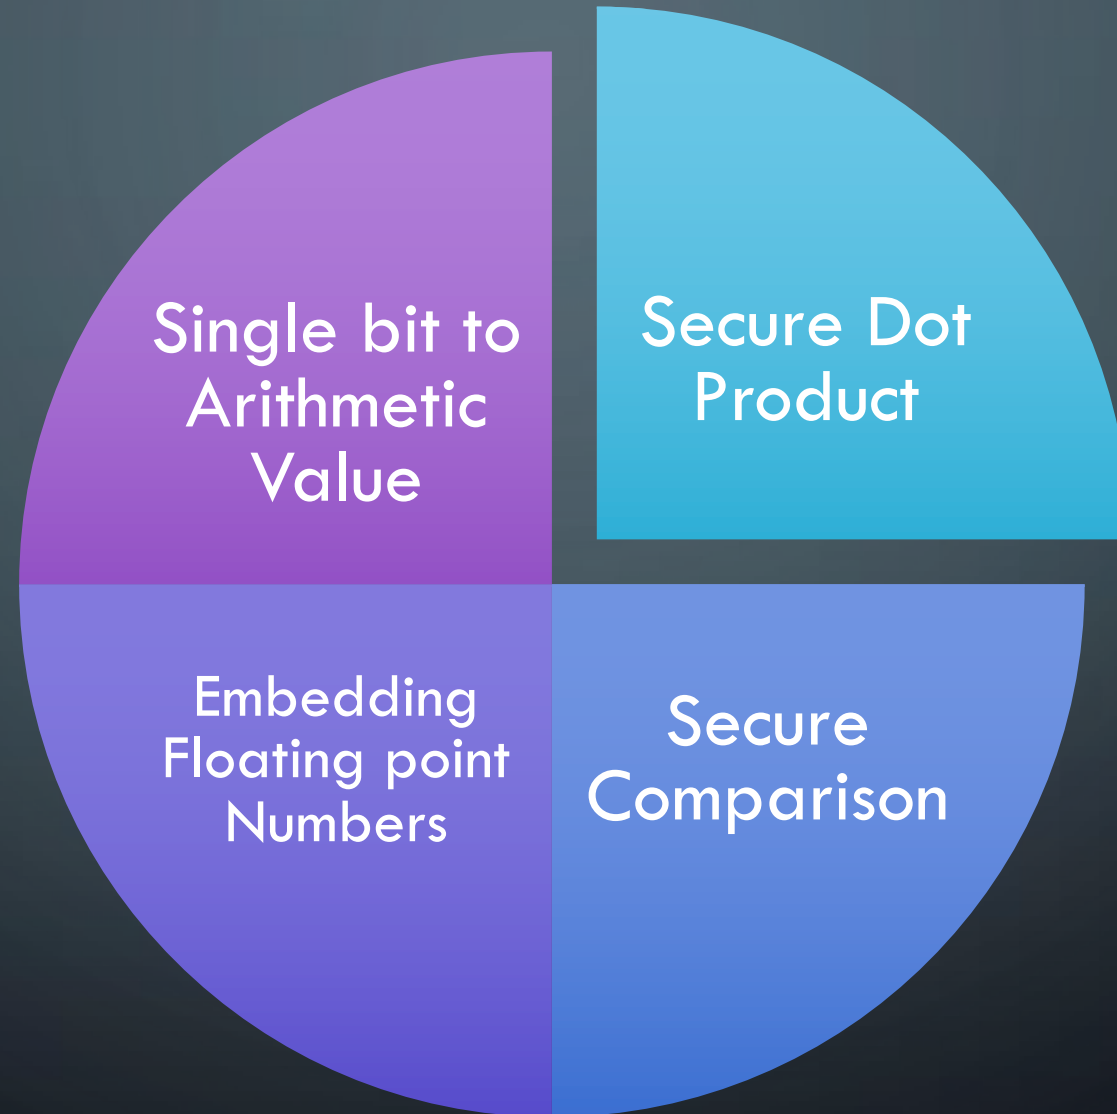 Single bit to
Arithmetic
Value
Secure Dot
Product
Embedding
Floating point
Numbers
Secure
Comparison